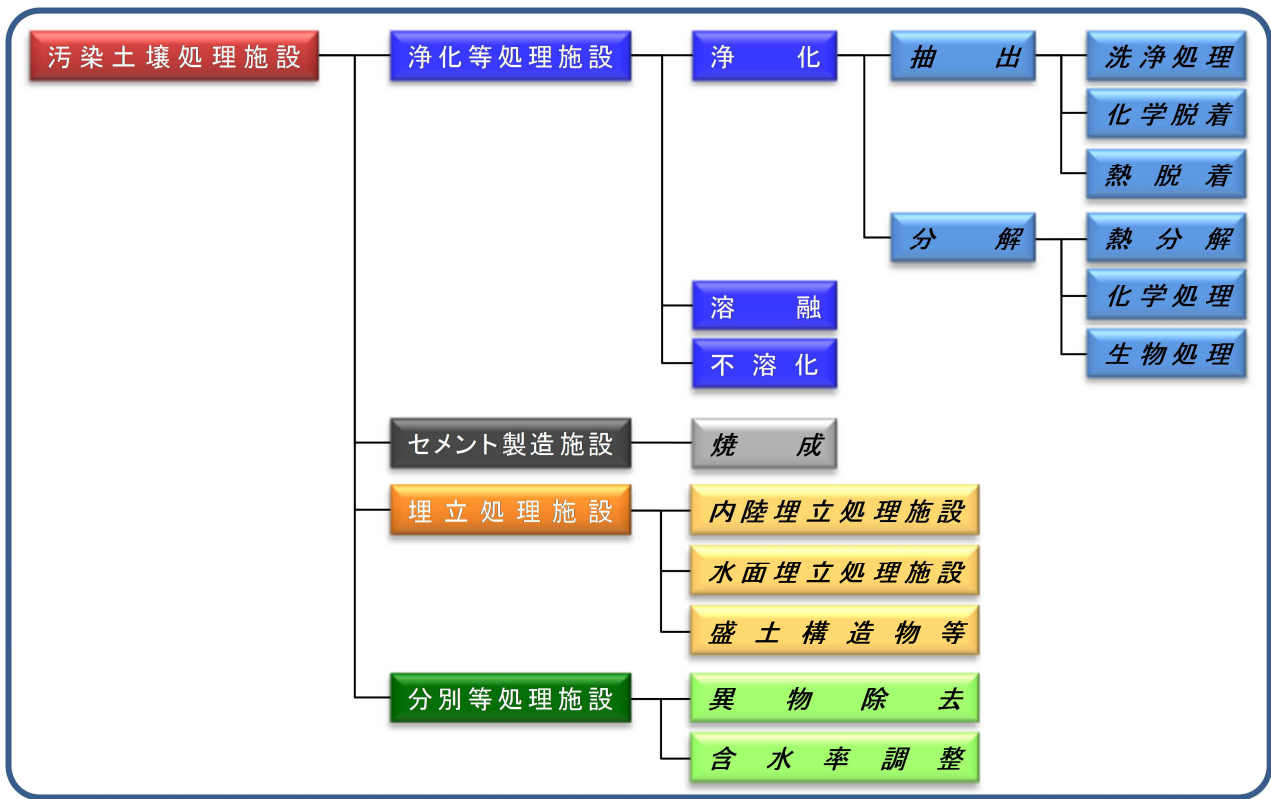 汚染土壌処理施設
浄化等処理施設
浄化
抽出
洗浄処理
化学脱着
熱脱着
分解
熱分解
化学処理
生物処理
溶融
不溶化
セメント製造施設
焼成
埋立処理施設
内陸埋立処理施設
水面埋立処理施設
盛土構造物等
分別等処理施設
異物除去
含水率調整